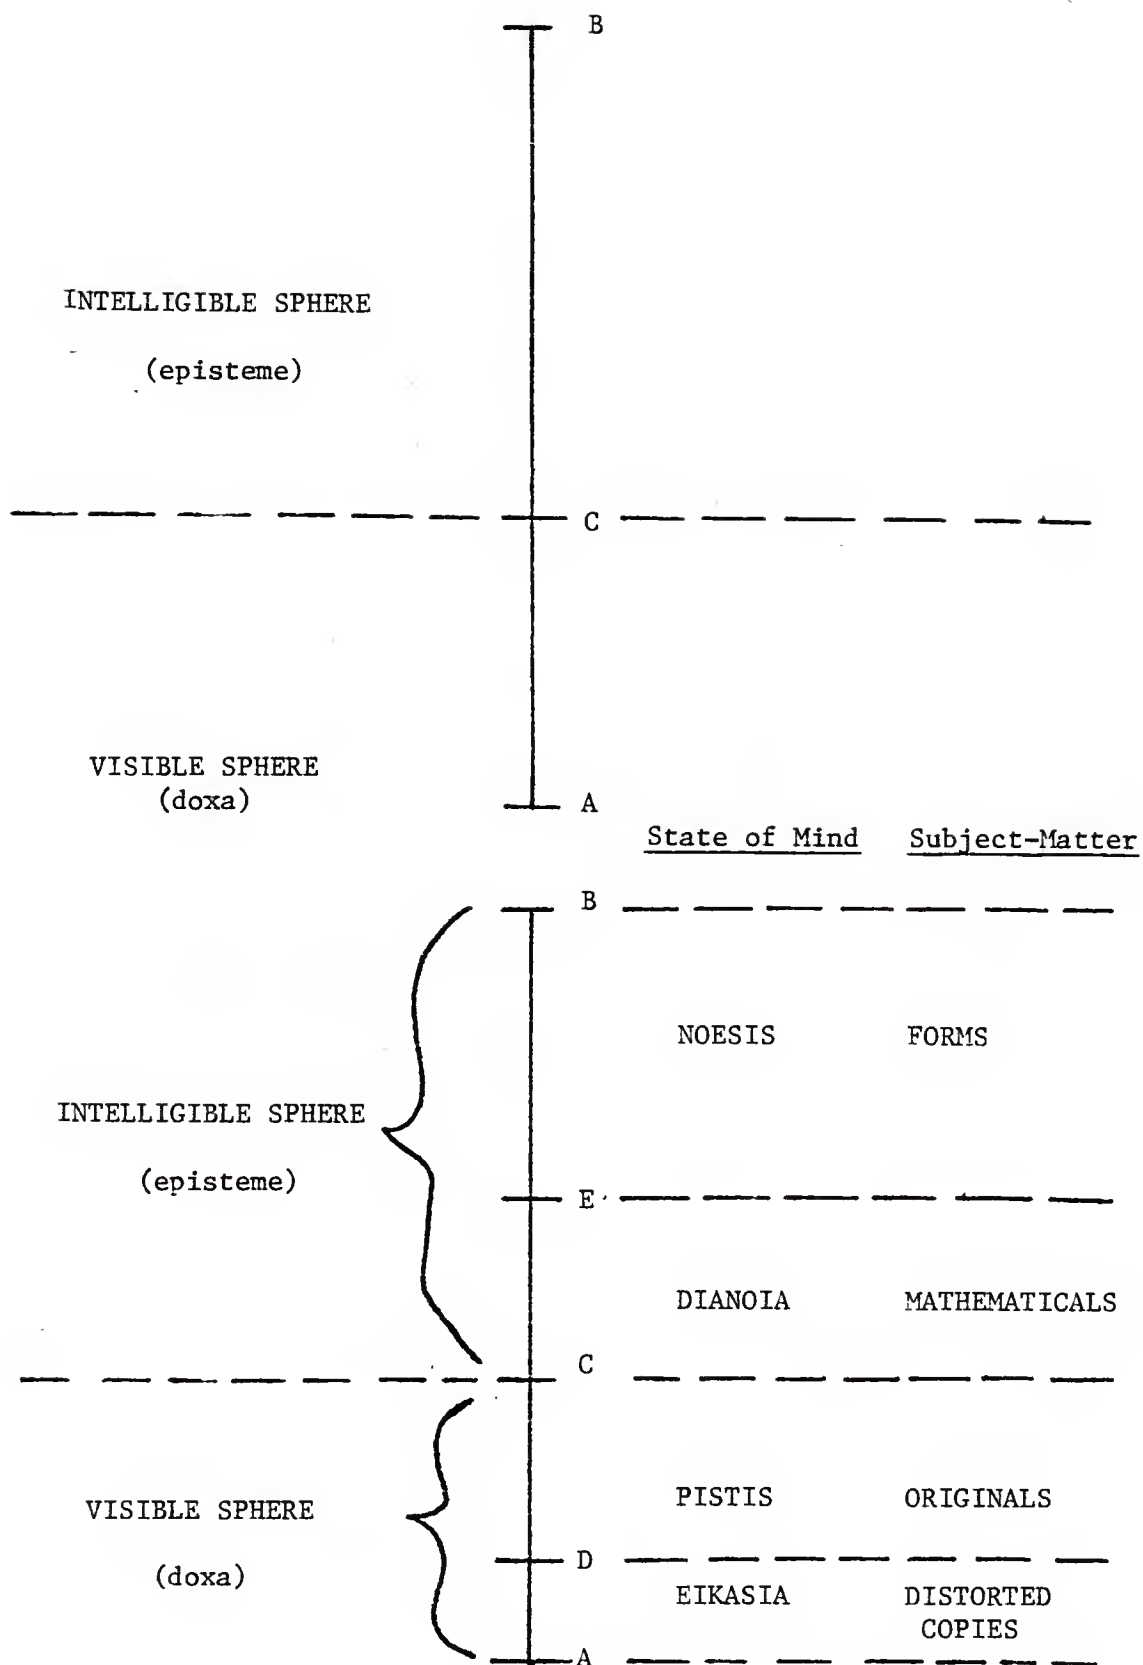 B
INTELLIGIBLE SPHERE
(episteme)
C
VISIBLE SPHERE
(doxa)
A
State of Mind Subject-Matter
B
NOESIS FORMS
INTELLIGIBLE SPHERE
(episteme)
E
DIANOIA MATHEMATICALS
C
PISTIS ORIGINALS
VISIBLE SPHERE
D
(doxa)
EIKASIA DISTORTED
COPIES
A